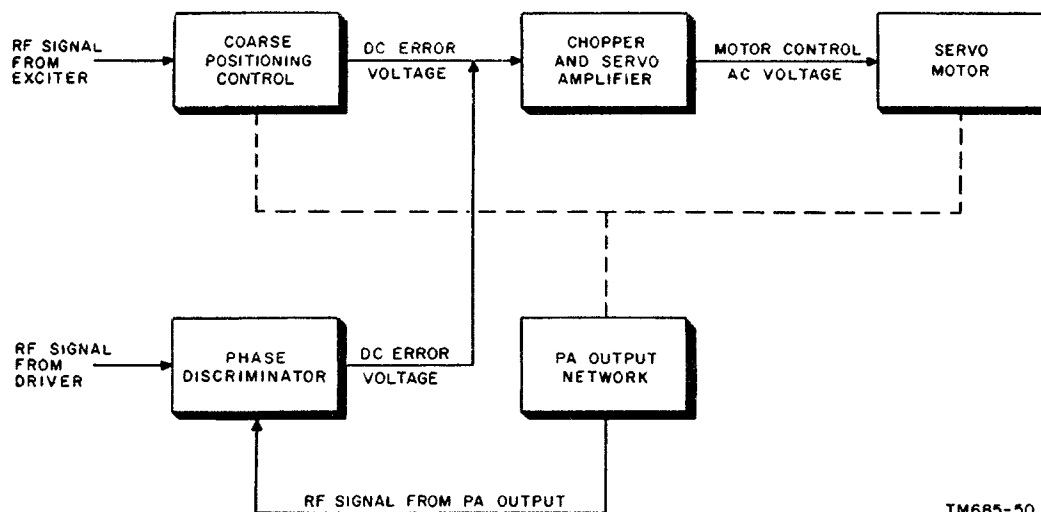 RF SIGNAL
FROM
EXCITER
COARSE
POSITIONING
CONTROL
DC ERROR
VOLTAGE
CHOPPER
AND SERVO
AMPLIFIER
MOTOR CONTROL
AC VOLTAGE
SERVO
MOTOR
RF SIGNAL
FROM
DRIVER
PHASE
DISCRIMINATOR
DC ERROR
VOLTAGE
PA OUTPUT
NETWORK
RF SIGNAL FROM PA OUTPUT
TM685-50